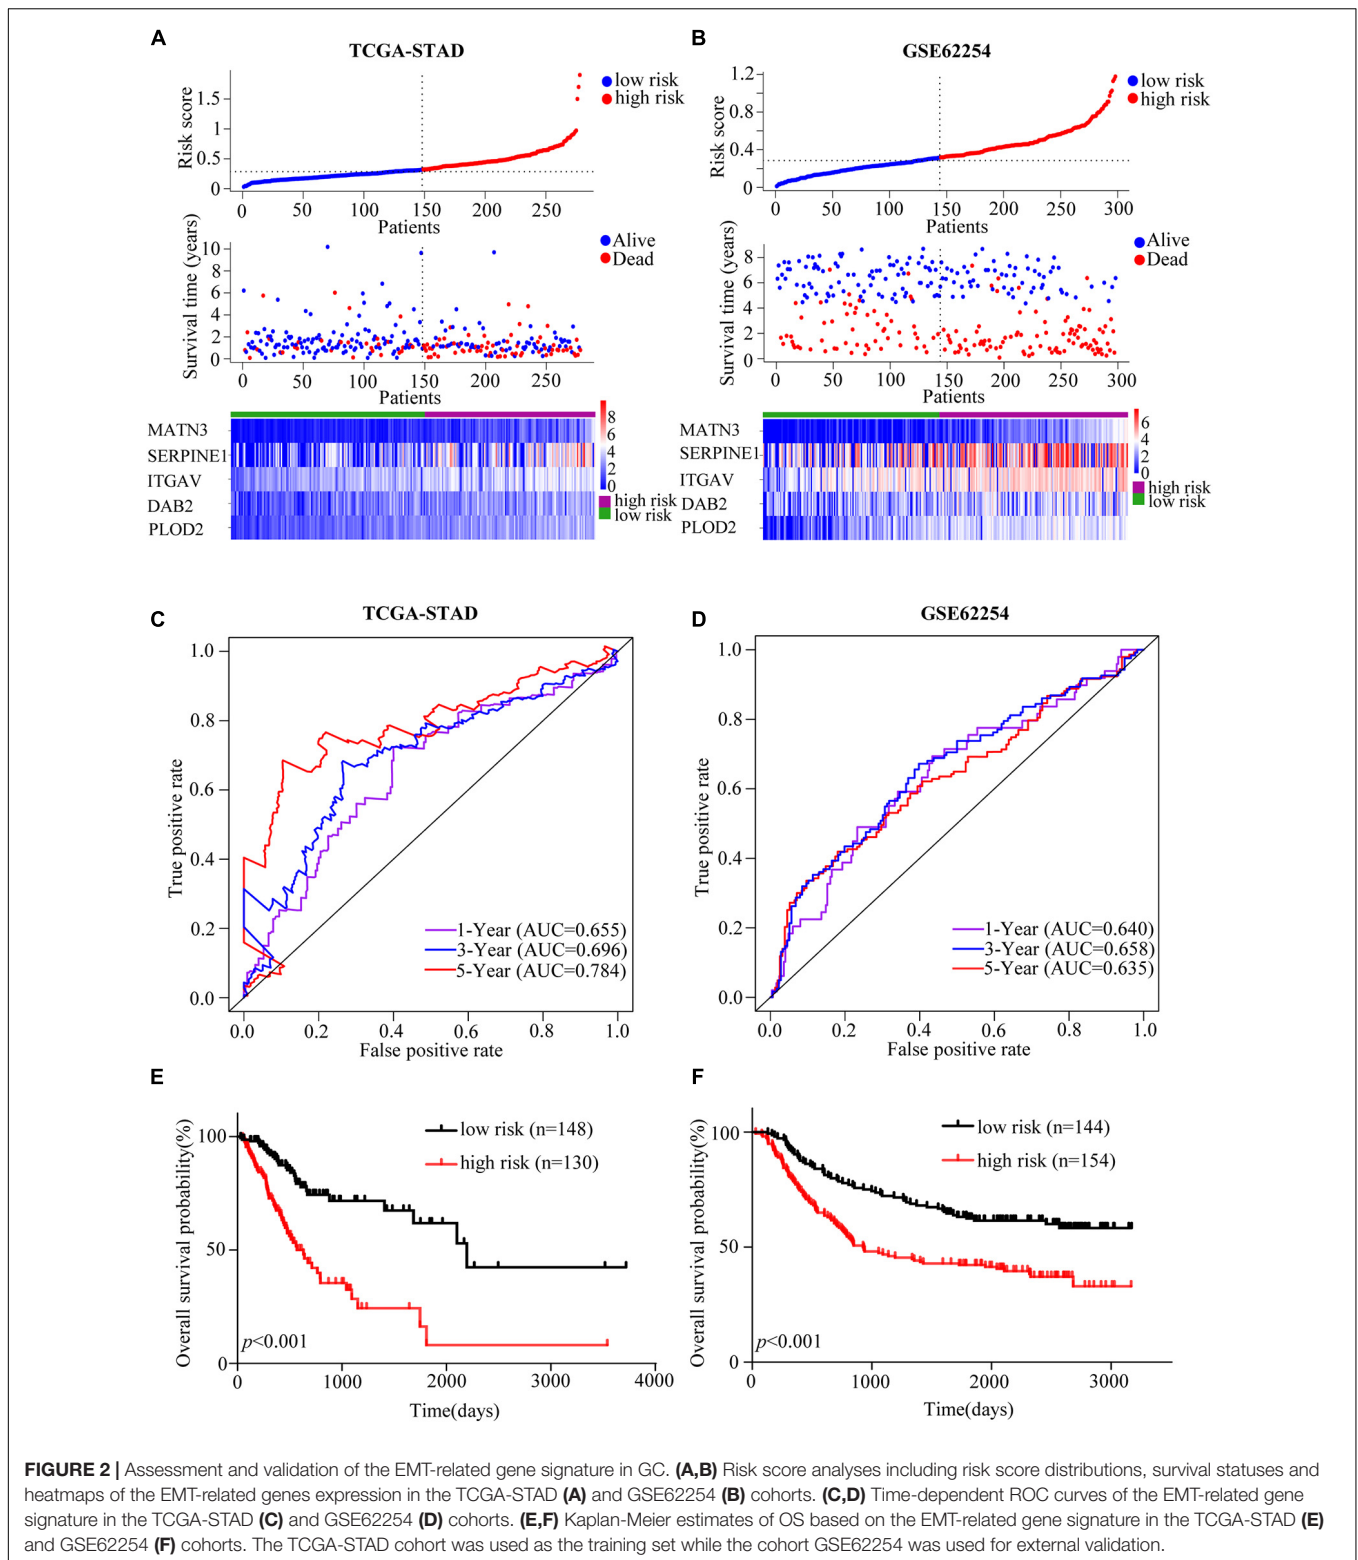 A
TCGA-STAD
Risk score
1.5
1
0.5
0
low risk
high risk
0 50 100 150 200 250
Patients
Survival time (years)
10
8
6
4
2
0
Alive
Dead
0 50 100 150 200 250
Patients
MATN3
SERPINE1
ITGAV
DAB2
PLOD2
8
6
4
2
0
high risk
low risk
B
GSE62254
Risk score
1.2
0.8
0.4
0
low risk
high risk
0 50 100 150 200 250 300
Patients
Survival time (years)
8
6
4
2
0
Alive
Dead
0 50 100 150 200 250 300
Patients
MATN3
SERPINE1
ITGAV
DAB2
PLOD2
6
4
2
0
high risk
low risk
C
TCGA-STAD
True positive rate
1.0
0.8
0.6
0.4
0.2
0.0
1-Year (AUC=0.655)
3-Year (AUC=0.696)
5-Year (AUC=0.784)
0.0 0.2 0.4 0.6 0.8 1.0
False positive rate
D
GSE62254
True positive rate
1.0
0.8
0.6
0.4
0.2
0.0
1-Year (AUC=0.640)
3-Year (AUC=0.658)
5-Year (AUC=0.635)
0.0 0.2 0.4 0.6 0.8 1.0
False positive rate
E
Overall survival probability(%)
100
50
0
low risk (n=148)
high risk (n=130)
p<0.001
0 1000 2000 3000 4000
Time(days)
F
Overall survival probability(%)
100
50
0
low risk (n=144)
high risk (n=154)
p<0.001
0 1000 2000 3000
Time(days)
FIGURE 2 | Assessment and validation of the EMT-related gene signature in GC. (A,B) Risk score analyses including risk score distributions, survival statuses and
heatmaps of the EMT-related genes expression in the TCGA-STAD (A) and GSE62254 (B) cohorts. (C,D) Time-dependent ROC curves of the EMT-related gene
signature in the TCGA-STAD (C) and GSE62254 (D) cohorts. (E,F) Kaplan-Meier estimates of OS based on the EMT-related gene signature in the TCGA-STAD (E)
and GSE62254 (F) cohorts. The TCGA-STAD cohort was used as the training set while the cohort GSE62254 was used for external validation.